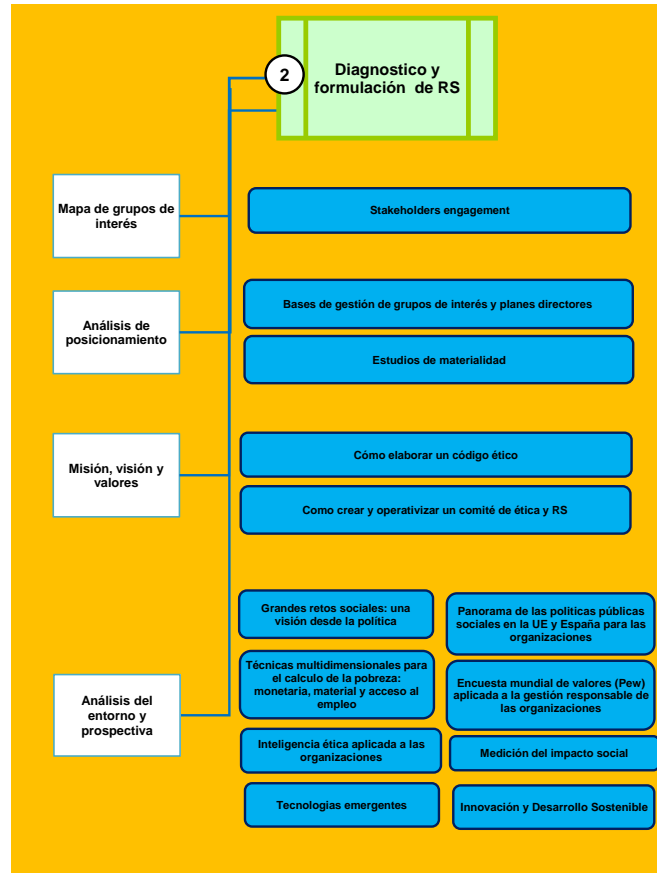 2
Diagnostico y
formulación de RS
Mapa de grupos de
interés
Stakeholders engagement
Análisis de
posicionamiento
Bases de gestión de grupos de interés y planes directores
Estudios de materialidad
Misión, visión y
valores
Cómo elaborar un código ético
Como crear y operativizar un comité de ética y RS
Análisis del
entorno y
prospectiva
Grandes retos sociales: una
visión desde la política
Panorama de las politicas públicas
sociales en la UE y España para las
organizaciones
Técnicas multidimensionales para
el calculo de la pobreza:
monetaria, material y acceso al
empleo
Encuesta mundial de valores (Pew)
aplicada a la gestión responsable de
las organizaciones
Inteligencia ética aplicada a las
organizaciones
Medición del impacto social
Tecnologias emergentes
Innovación y Desarrollo Sostenible